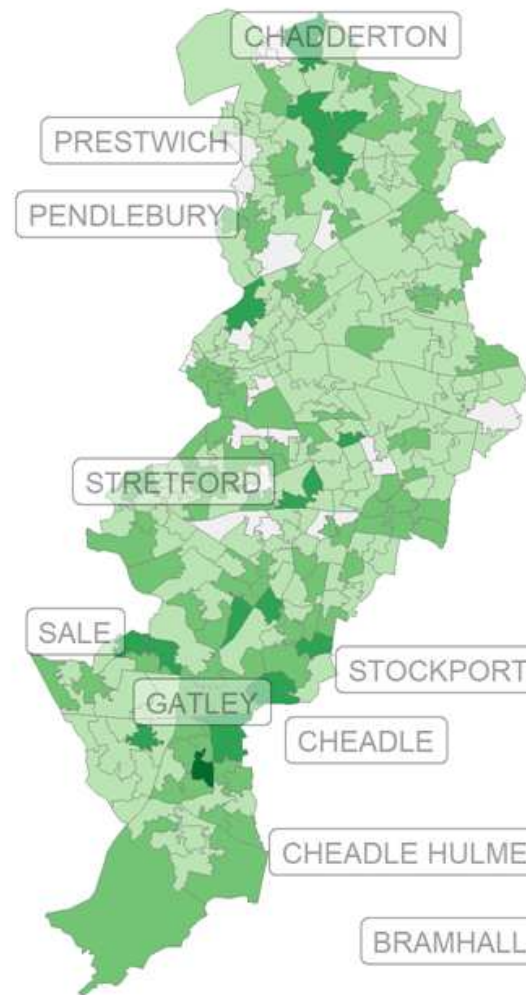 CHADDERTON
PRESTWICH
PENDLEBURY
STRETFORD
SALE
STOCKPORT
GATLEY
CHEADLE
CHEADLE HULME
BRAMHALL